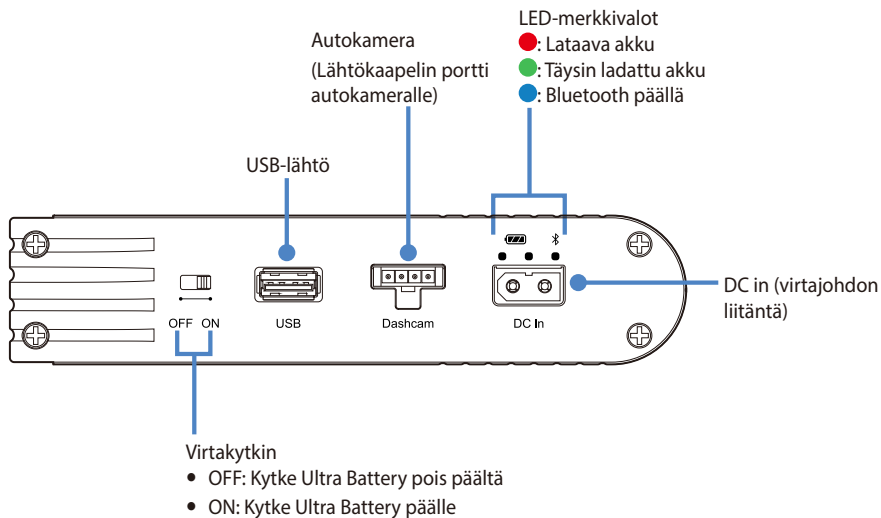 LED-merkkivalot
: Lataava akku
: Täysin ladattu akku
: Bluetooth päällä
Autokamera
(Lähtökaapelin portti
autokameralle)
USB-lähtö
DC in (virtajohdon
liitäntä)
OFF ON
USB
Dashcam
DC In
Virtakytkin
• OFF: Kytke Ultra Battery pois päältä
• ON: Kytke Ultra Battery päälle